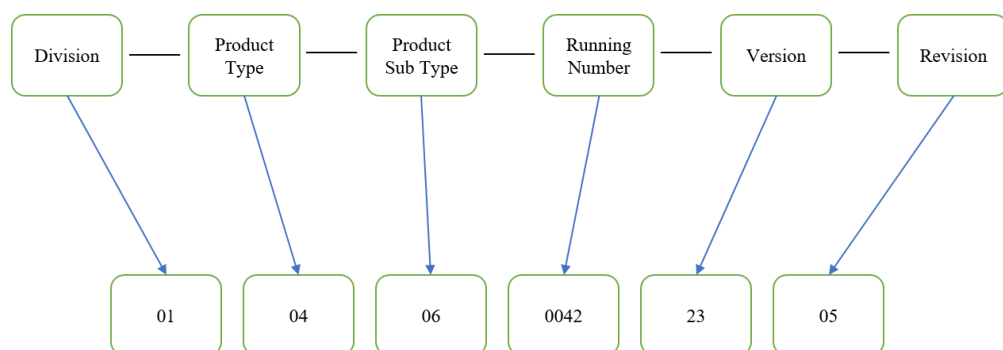 Division
Product
Type
Product
Sub Type
Running
Number
Version
Revision
01
04
06
0042
23
05